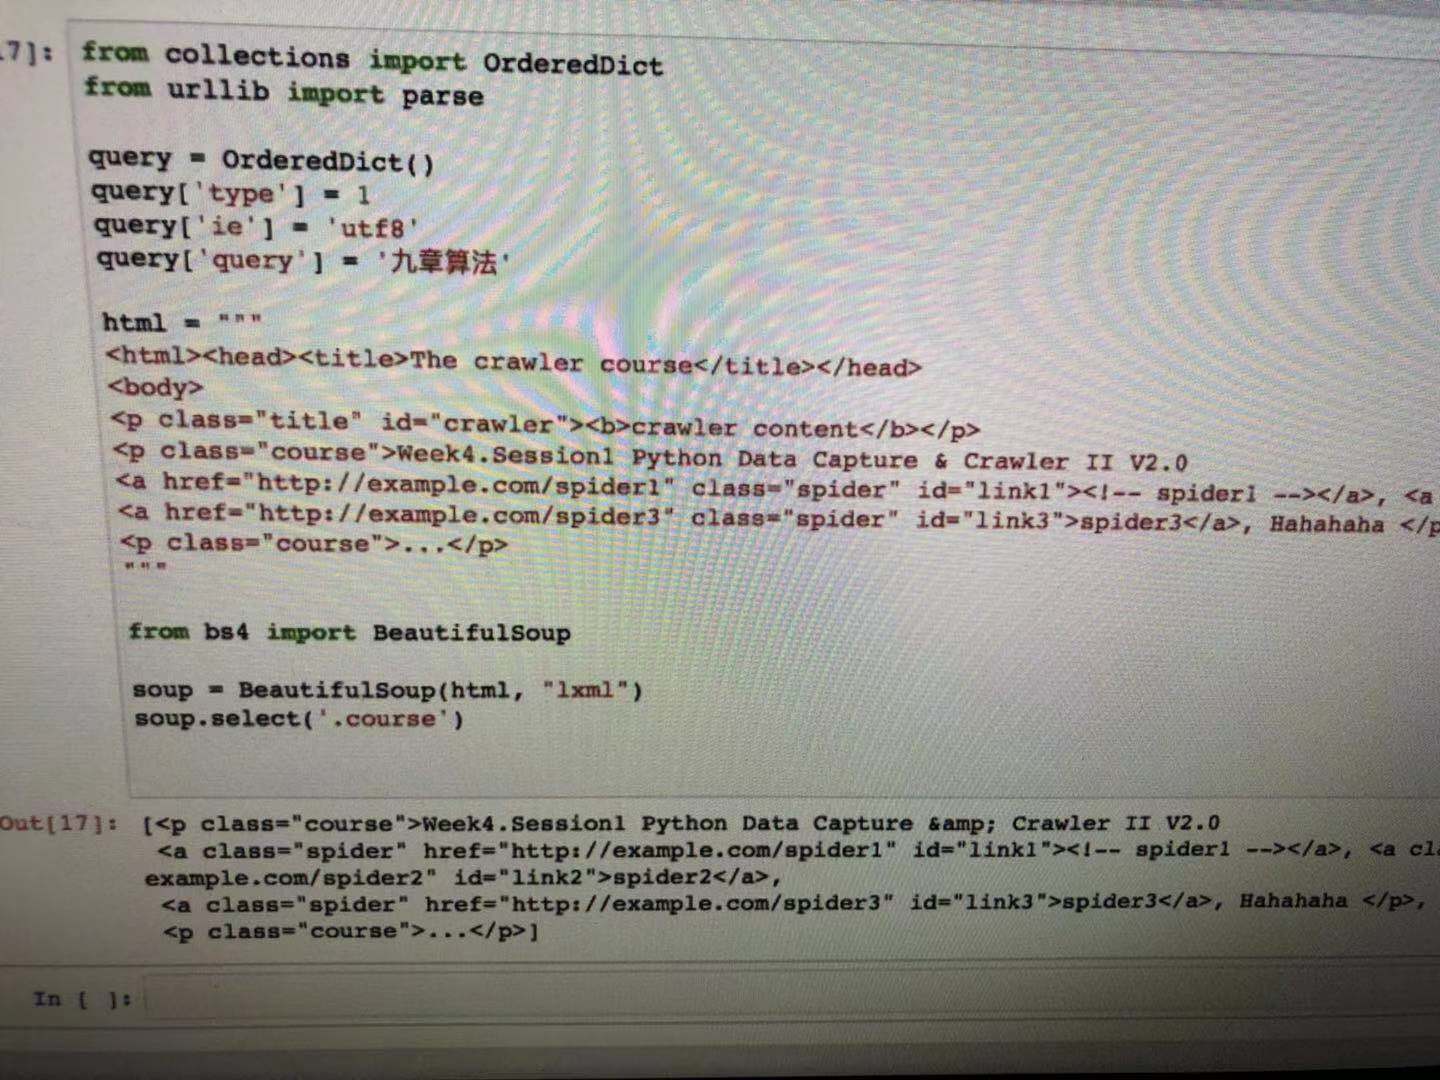 17]:
from collections import OrderedDict
from urllib import parse
query = OrderedDict()
query['type'] = 1
query['ie'] = 'utf8'
query['query'] = '九章算法'
html = """
<html><head><title>The crawler course</title></head>
<body>
<p class="title" id="crawler"><b>crawler content</b></p>
<p class="course">Week4.Session1 Python Data Capture & Crawler II V2.0
<a href="http://example.com/spider1" class="spider" id="link1"><!-- spider1 --></a>, <a
<a href="http://example.com/spider3" class="spider" id="link3">spider3</a>, Hahahaha </p
<p class="course">...</p>
"""
from bs4 import BeautifulSoup
soup = BeautifulSoup(html, "lxml")
soup.select('.course')
Out[17]: [<p class="course">Week4.Session1 Python Data Capture &amp; Crawler II V2.0
<a class="spider" href="http://example.com/spider1" id="link1"><!-- spider1 --></a>, <a cl
example.com/spider2" id="link2">spider2</a>,
<a class="spider" href="http://example.com/spider3" id="link3">spider3</a>, Hahahaha </p>,
<p class="course">...</p>]
In [ ]: